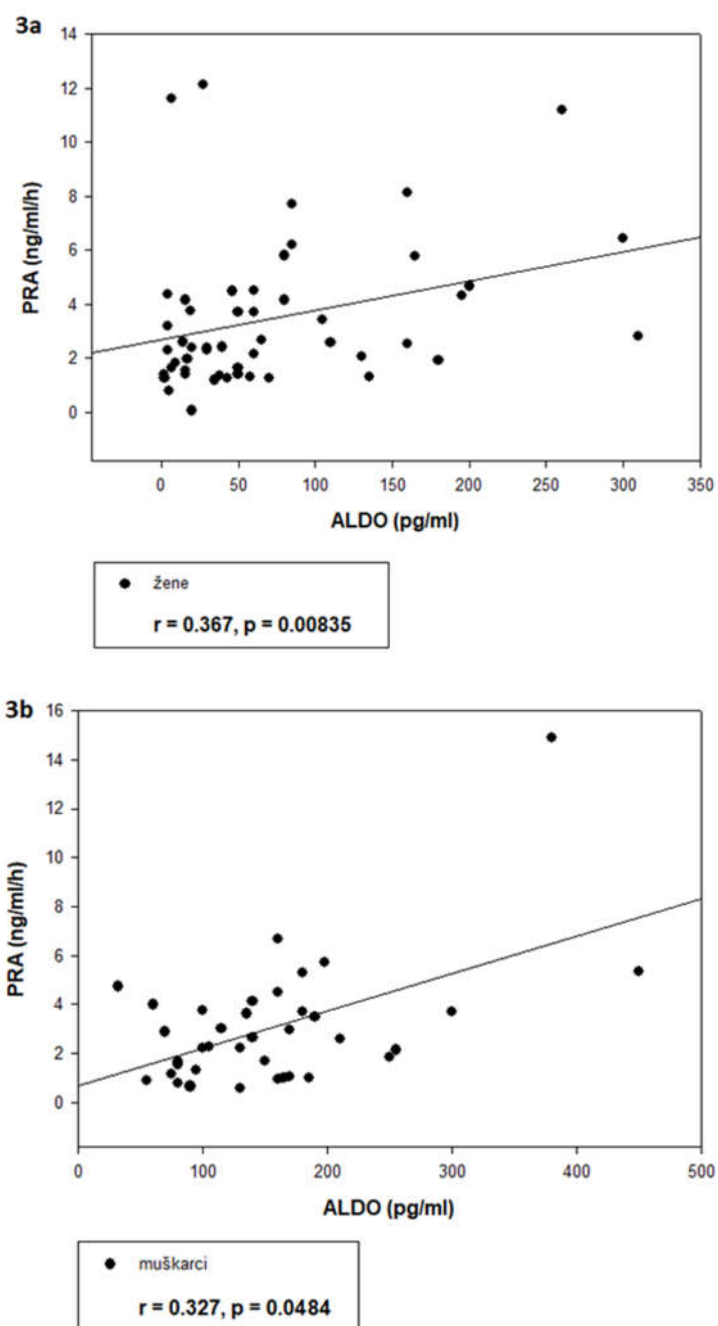 3a
14
12
10
8
6
4
2
0
PRA (ng/ml/h)
0 50 100 150 200 250 300 350
ALDO (pg/ml)
žene
r = 0.367, p = 0.00835
3b
16
14
12
10
8
6
4
2
0
PRA (ng/ml/h)
0 100 200 300 400 500
ALDO (pg/ml)
muškarci
r = 0.327, p = 0.0484